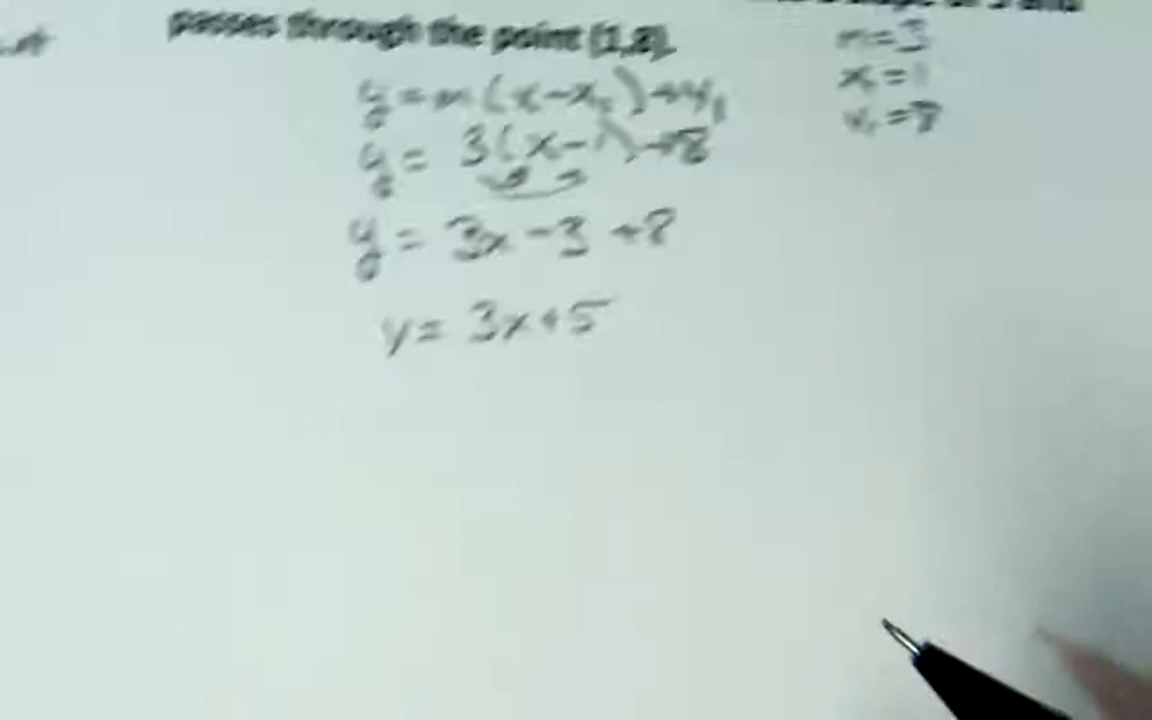 passes through the point (1,8).
m=3
x₁=1
y₁=8
y=m(x-x₁)+y₁
y= 3(x-1)+8
y= 3x-3+8
y= 3x+5